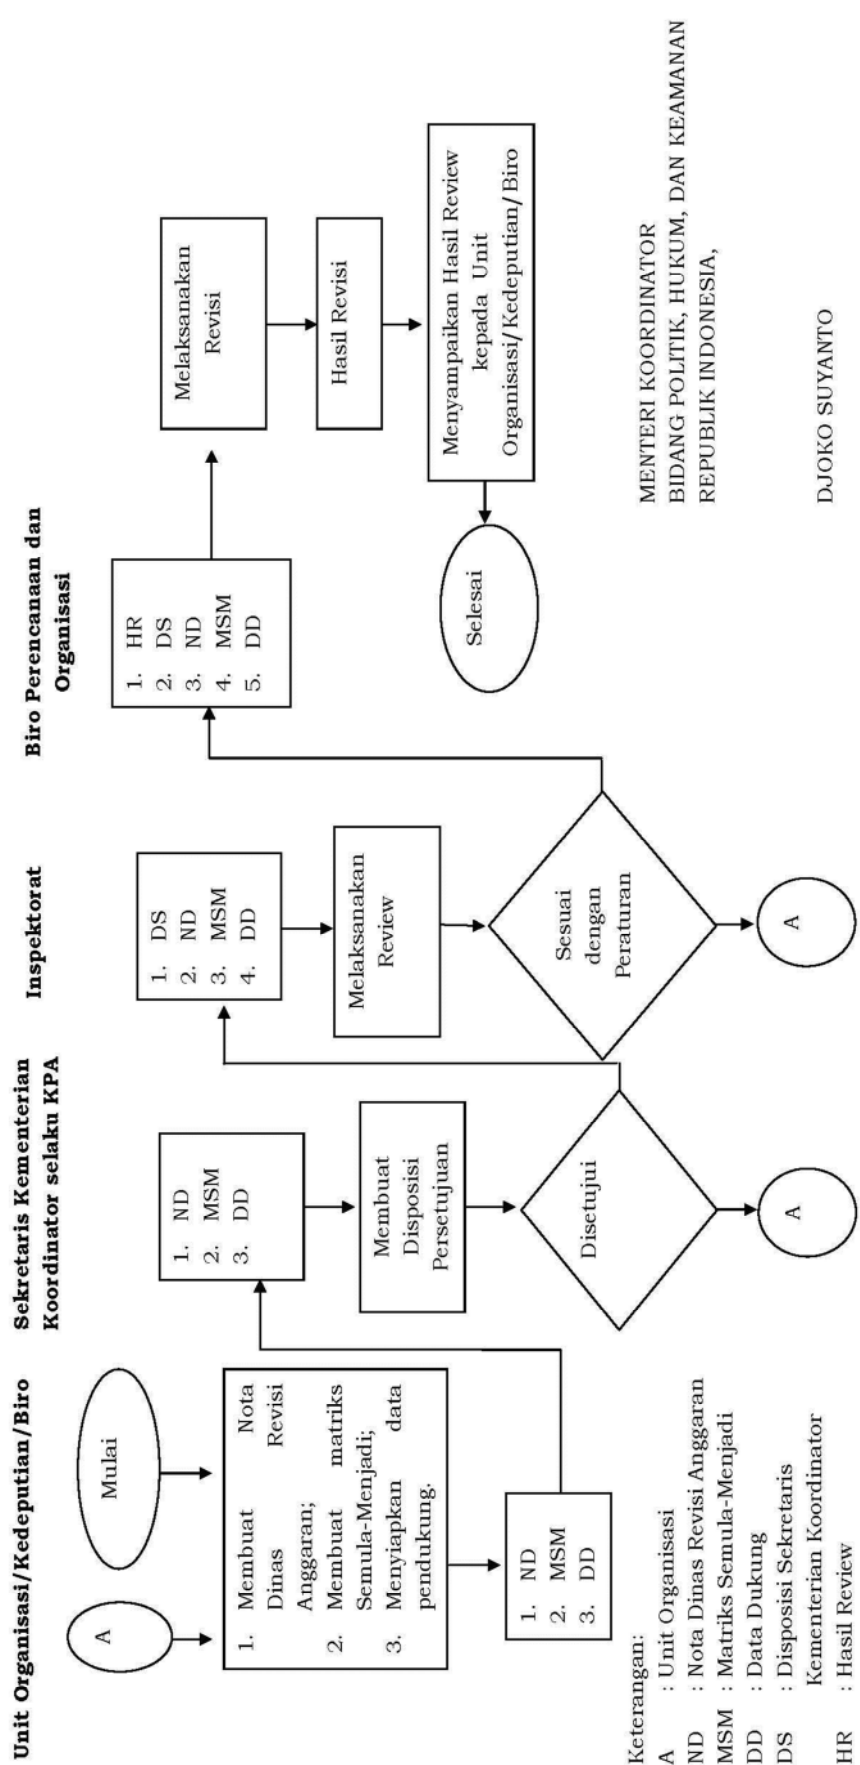 Unit Organisasi/Kedeputian/Biro
A
Mulai
1. Membuat Nota
Dinas Revisi
Anggaran;
2. Membuat matriks
Semula-Menjadi;
3. Menyiapkan data
pendukung.
1. ND
2. MSM
3. DD
Sekretaris Kementerian
Koordinator selaku KPA
1. ND
2. MSM
3. DD
Membuat
Disposisi
Persetujuan
Disetujui
A
Inspektorat
1. DS
2. ND
3. MSM
4. DD
Melaksanakan
Review
Sesuai
dengan
Peraturan
A
Biro Perencanaan dan
Organisasi
1. HR
2. DS
3. ND
4. MSM
5. DD
Melaksanakan
Revisi
Hasil Revisi
Menyampaikan Hasil Review
kepada Unit
Organisasi/Kedeputian/Biro
Selesai
Keterangan:
A : Unit Organisasi
ND : Nota Dinas Revisi Anggaran
MSM : Matriks Semula-Menjadi
DD : Data Dukung
DS : Disposisi Sekretaris
Kementerian Koordinator
HR : Hasil Review
MENTERI KOORDINATOR
BIDANG POLITIK, HUKUM, DAN KEAMANAN
REPUBLIK INDONESIA,
DJOKO SUYANTO